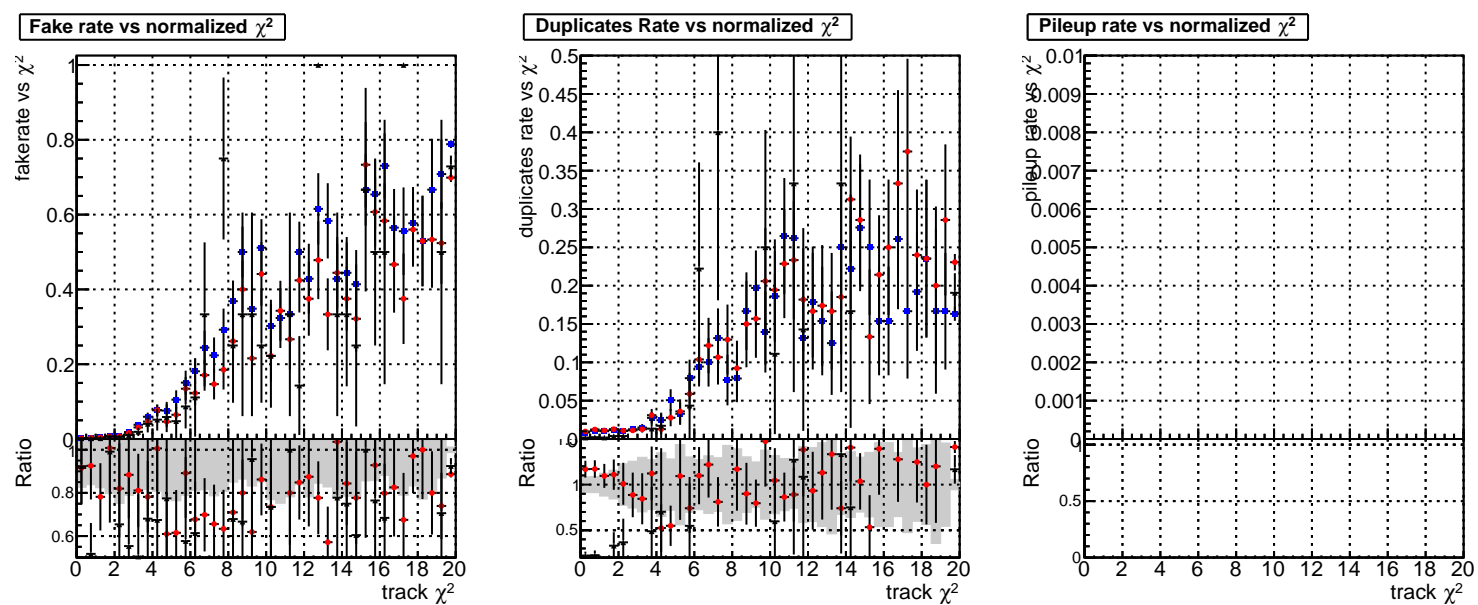 Fake rate vs normalized χ²
fakerate vs χ²
1
0.8
0.6
0.4
0.2
0
Ratio
1
0.8
0.6
0 2 4 6 8 10 12 14 16 18 20
track χ²
Duplicates Rate vs normalized χ²
duplicates rate vs χ²
0.5
0.45
0.4
0.35
0.3
0.25
0.2
0.15
0.1
0.05
0
Ratio
1
0.5
0 2 4 6 8 10 12 14 16 18 20
track χ²
Pileup rate vs normalized χ²
pileup rate vs χ²
0.01
0.009
0.008
0.007
0.006
0.005
0.004
0.003
0.002
0.001
0
Ratio
1
0.5
0
0 2 4 6 8 10 12 14 16 18 20
track χ²